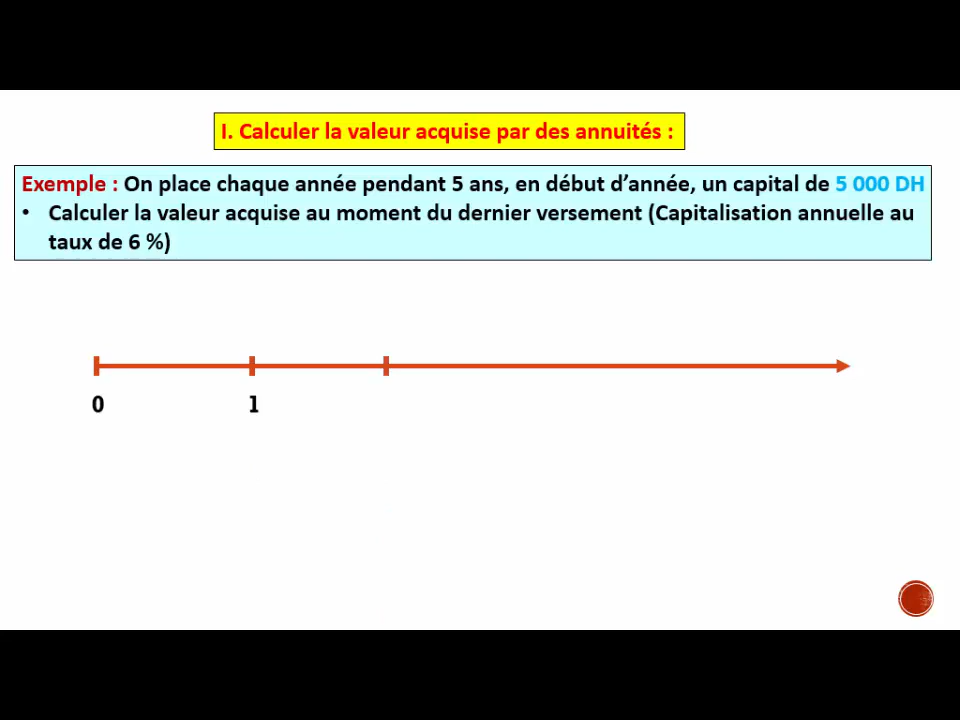 I. Calculer la valeur acquise par des annuités :
Exemple : On place chaque année pendant 5 ans, en début d’année, un capital de 5 000 DH
• Calculer la valeur acquise au moment du dernier versement (Capitalisation annuelle au
taux de 6 %)
0 1